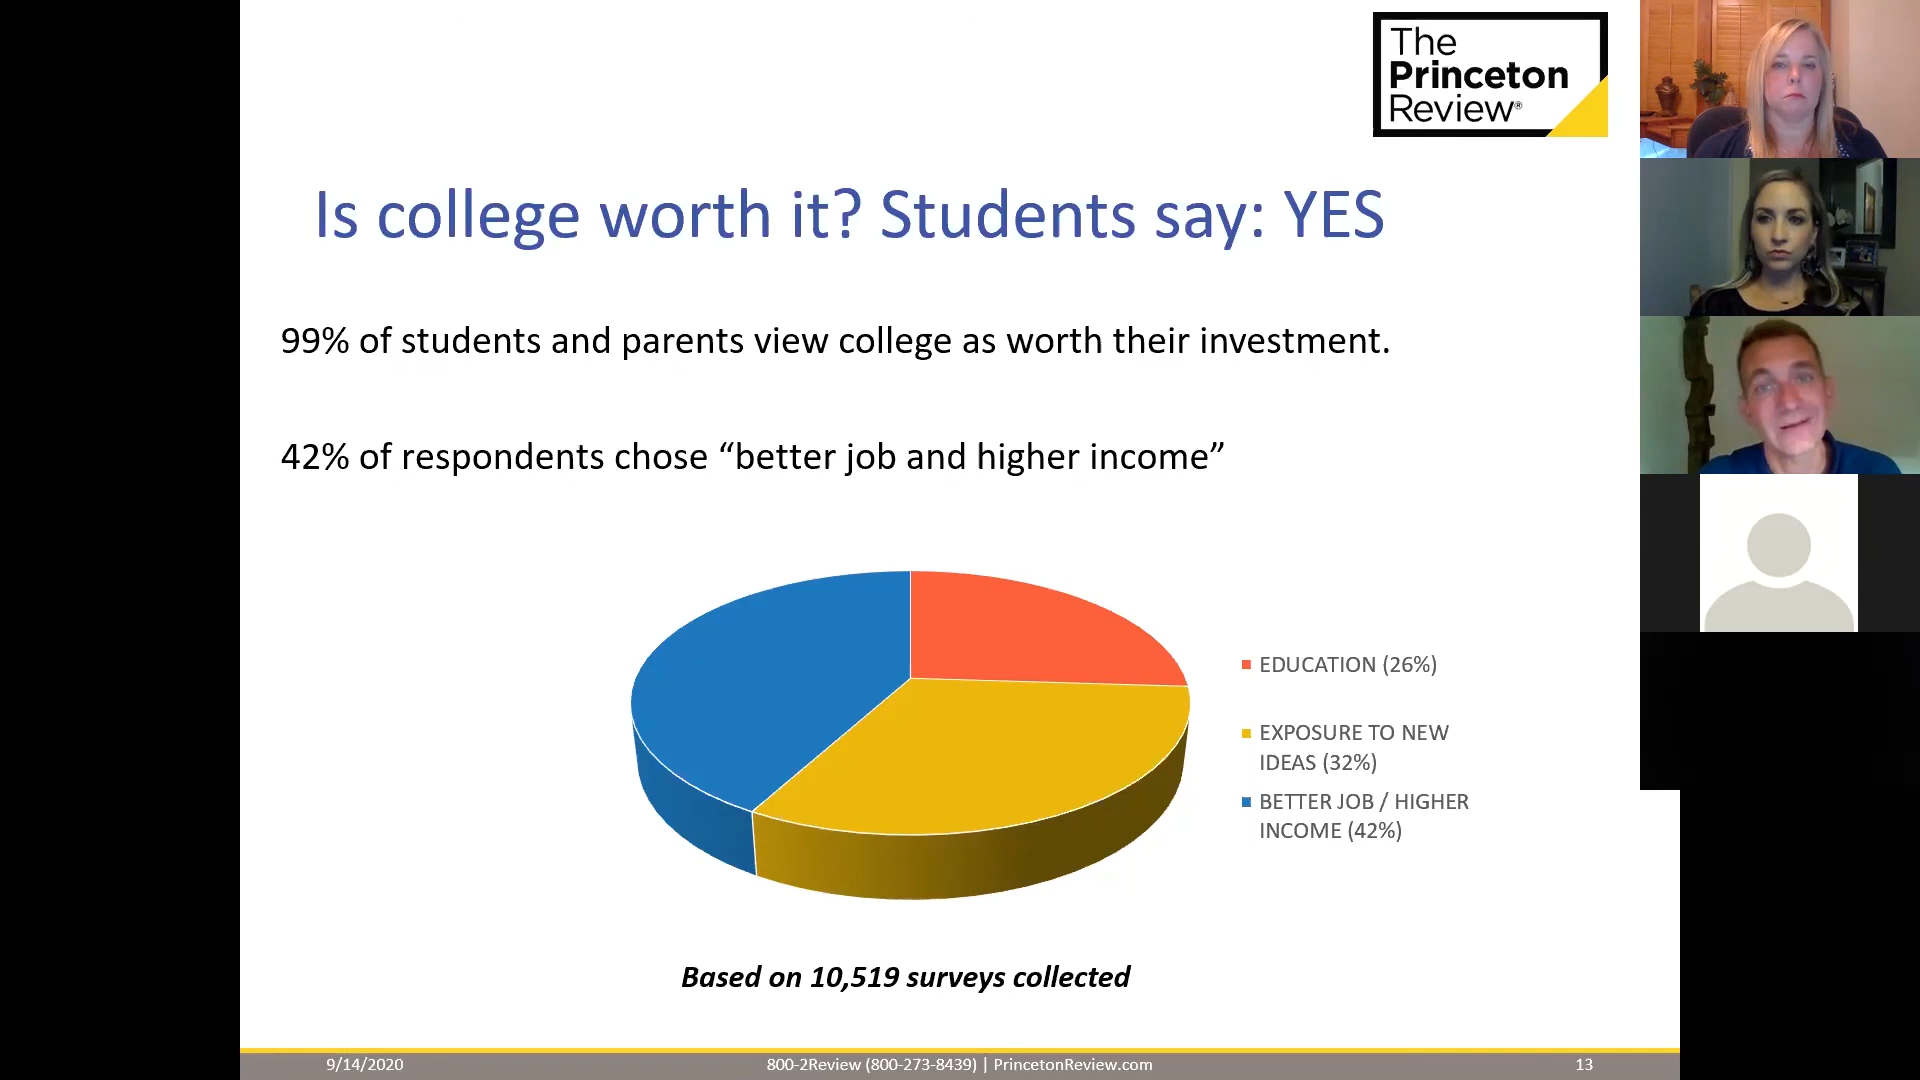 The
Princeton
Review®
Is college worth it? Students say: YES
99% of students and parents view college as worth their investment.
42% of respondents chose “better job and higher income”
EDUCATION (26%)
EXPOSURE TO NEW
IDEAS (32%)
BETTER JOB / HIGHER
INCOME (42%)
Based on 10,519 surveys collected
9/14/2020
800-2Review (800-273-8439) | PrincetonReview.com
13